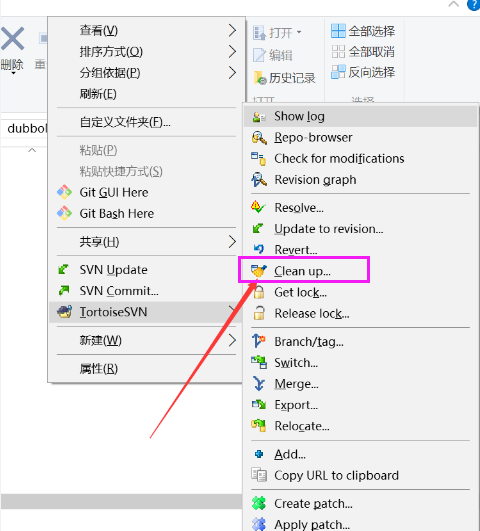 删除
打开
编辑
历史记录
打开
全部选择
全部取消
反向选择
选择
查看(V)
排序方式(O)
分组依据(P)
刷新(E)
自定义文件夹(F)...
粘贴(P)
粘贴快捷方式(S)
Git GUI Here
Git Bash Here
共享(H)
SVN Update
SVN Commit...
TortoiseSVN
新建(W)
属性(R)
Show log
Repo-browser
Check for modifications
Revision graph
Resolve...
Update to revision...
Revert...
Clean up...
Get lock...
Release lock...
Branch/tag...
Switch...
Merge...
Export...
Relocate...
Add...
Copy URL to clipboard
Create patch...
Apply patch...